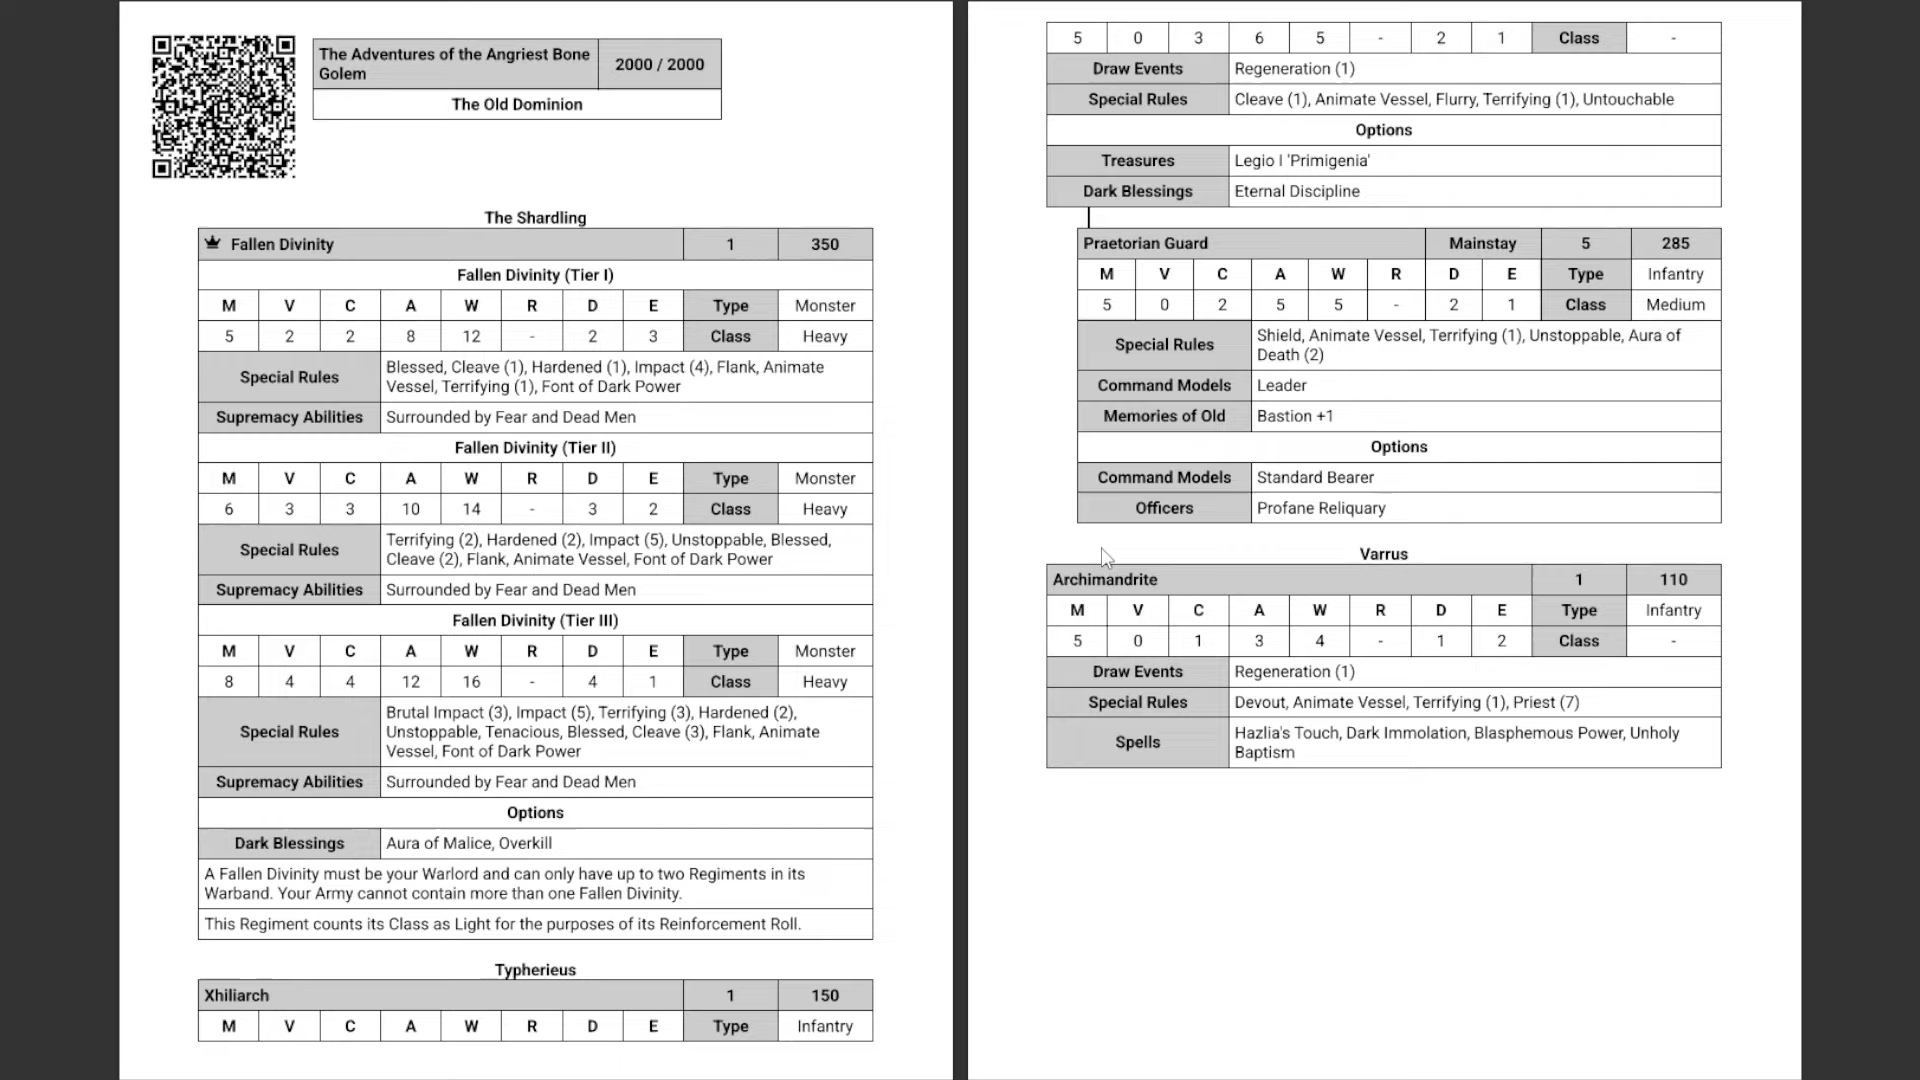 The Adventures of the Angriest Bone
Golem
2000 / 2000
The Old Dominion
The Shardling
Fallen Divinity 1 350
Fallen Divinity (Tier I)
M V C A W R D E Type Monster
5 2 2 8 12 - 2 3 Class Heavy
Special Rules
Blessed, Cleave (1), Hardened (1), Impact (4), Flank, Animate
Vessel, Terrifying (1), Font of Dark Power
Supremacy Abilities Surrounded by Fear and Dead Men
Fallen Divinity (Tier II)
M V C A W R D E Type Monster
6 3 3 10 14 - 3 2 Class Heavy
Special Rules
Terrifying (2), Hardened (2), Impact (5), Unstoppable, Blessed,
Cleave (2), Flank, Animate Vessel, Font of Dark Power
Supremacy Abilities Surrounded by Fear and Dead Men
Fallen Divinity (Tier III)
M V C A W R D E Type Monster
8 4 4 12 16 - 4 1 Class Heavy
Special Rules
Brutal Impact (3), Impact (5), Terrifying (3), Hardened (2),
Unstoppable, Tenacious, Blessed, Cleave (3), Flank, Animate
Vessel, Font of Dark Power
Supremacy Abilities Surrounded by Fear and Dead Men
Options
Dark Blessings Aura of Malice, Overkill
A Fallen Divinity must be your Warlord and can only have up to two Regiments in its
Warband. Your Army cannot contain more than one Fallen Divinity.
This Regiment counts its Class as Light for the purposes of its Reinforcement Roll.
Typherieus
Xhiliarch 1 150
M V C A W R D E Type Infantry
5 0 3 6 5 - 2 1 Class -
Draw Events Regeneration (1)
Special Rules Cleave (1), Animate Vessel, Flurry, Terrifying (1), Untouchable
Options
Treasures Legio I 'Primigenia'
Dark Blessings Eternal Discipline
Praetorian Guard Mainstay 5 285
M V C A W R D E Type Infantry
5 0 2 5 5 - 2 1 Class Medium
Special Rules
Shield, Animate Vessel, Terrifying (1), Unstoppable, Aura of
Death (2)
Command Models Leader
Memories of Old Bastion +1
Options
Command Models Standard Bearer
Officers Profane Reliquary
Varrus
Archimandrite 1 110
M V C A W R D E Type Infantry
5 0 1 3 4 - 1 2 Class -
Draw Events Regeneration (1)
Special Rules Devout, Animate Vessel, Terrifying (1), Priest (7)
Spells
Hazlia's Touch, Dark Immolation, Blasphemous Power, Unholy
Baptism